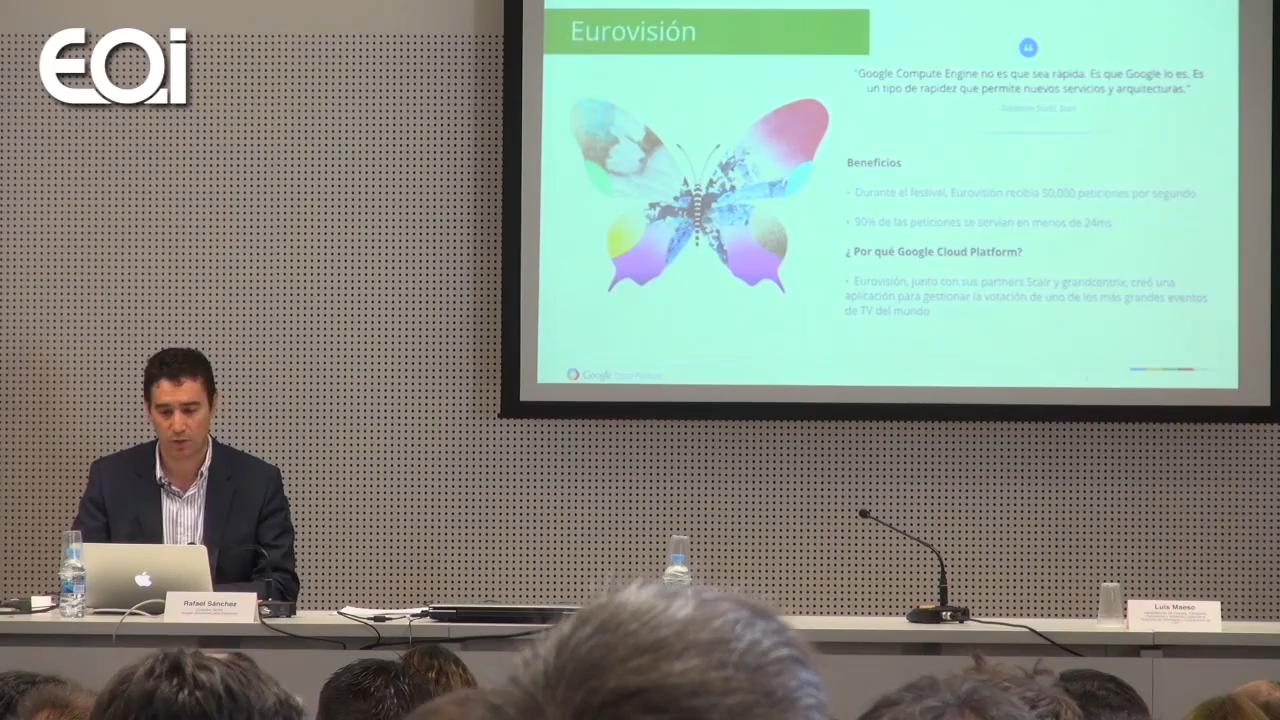 EOi
Eurovisión
"Google Compute Engine no es que sea rápida. Es que Google lo es. Es
un tipo de rapidez que permite nuevos servicios y arquitecturas."
Beneficios
• Durante el festival, Eurovisión recibía 50,000 peticiones por segundo
• 90% de las peticiones se servían en menos de 24ms
¿ Por qué Google Cloud Platform?
• Eurovisión, junto con sus partners Scalr y grandcentrix, creó una
aplicación para gestionar la votación de uno de los más grandes eventos
de TV del mundo
Google Cloud Platform
Rafael Sánchez
Luis Maeso